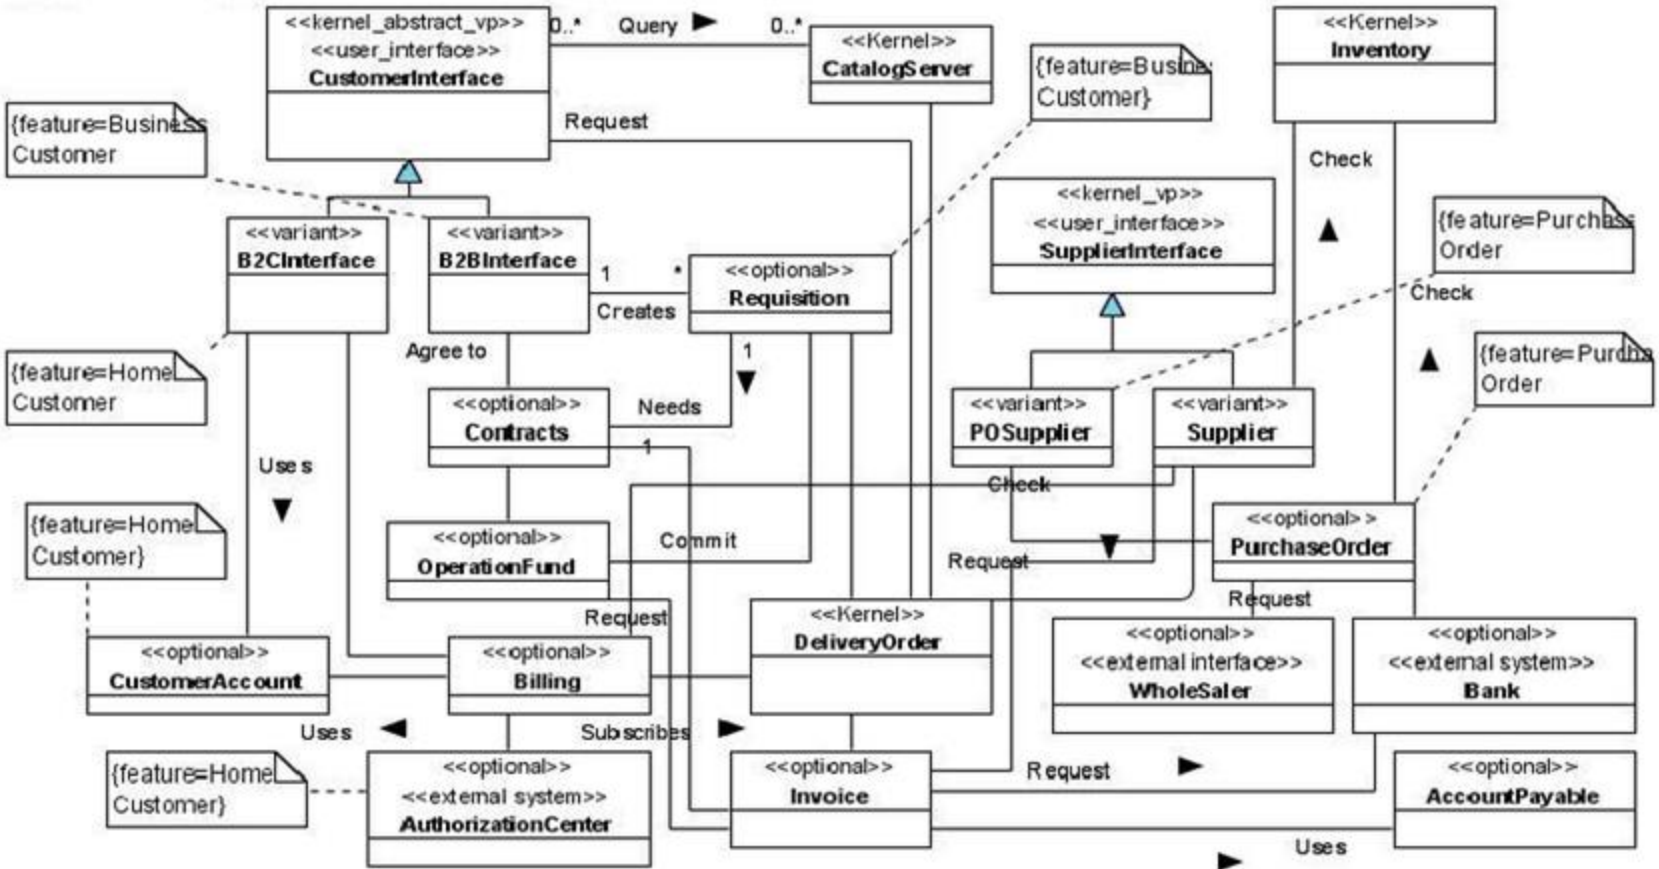 <<kernel_abstract_vp>>
<<user_interface>>
CustomerInterface
0..*
Query
0..*
<<Kernel>>
CatalogServer
<<Kernel>>
Inventory
{feature=Busine
Customer}
{feature=Business
Customer
Request
Check
<<kernel_vp>>
<<user_interface>>
SupplierInterface
{feature=Purchase
Order
<<variant>>
B2CInterface
<<variant>>
B2BInterface
1
*
Creates
<<optional>>
Requisition
Check
{feature=Home
Customer
Agree to
1
{feature=Purcha
Order
<<optional>>
Contracts
Needs
1
<<variant>>
POSupplier
<<variant>>
Supplier
Uses
Check
{feature=Home
Customer}
<<optional>>
OperationFund
Commit
Request
<<optional>>
PurchaseOrder
Request
Request
<<optional>>
CustomerAccount
<<optional>>
Billing
<<Kernel>>
DeliveryOrder
<<optional>>
<<external interface>>
WholeSaler
<<optional>>
<<external system>>
Bank
Uses
Subscribes
{feature=Home
Customer}
<<optional>>
<<external system>>
AuthorizationCenter
<<optional>>
Invoice
Request
<<optional>>
AccountPayable
Uses